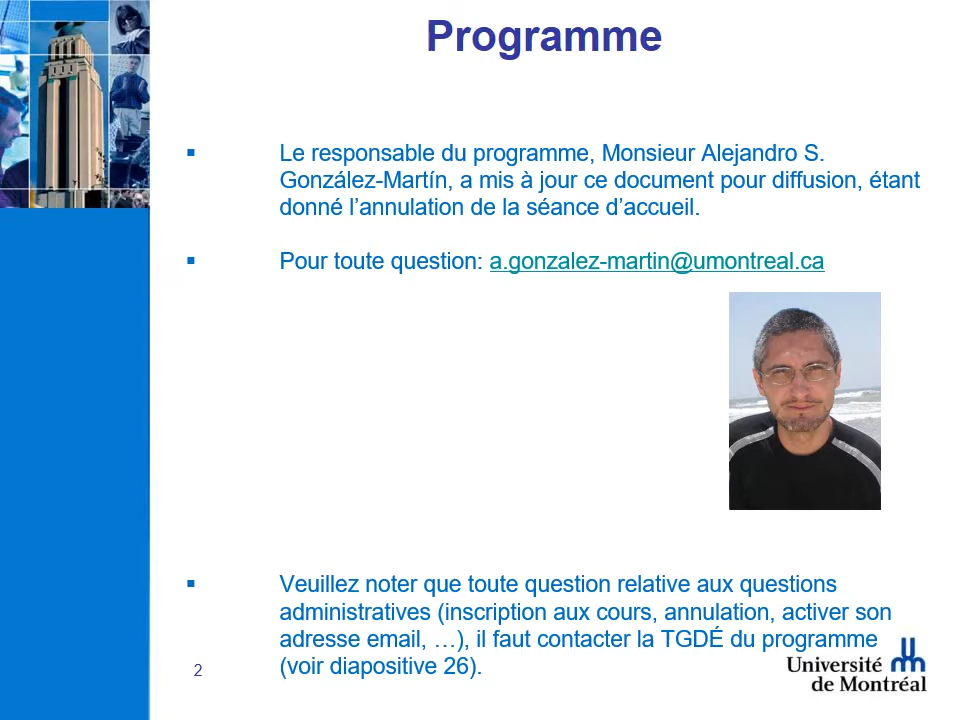 Programme
▪ Le responsable du programme, Monsieur Alejandro S.
González-Martín, a mis à jour ce document pour diffusion, étant
donné l’annulation de la séance d’accueil.
▪ Pour toute question: a.gonzalez-martin@umontreal.ca
▪ Veuillez noter que toute question relative aux questions
administratives (inscription aux cours, annulation, activer son
adresse email, …), il faut contacter la TGDÉ du programme
(voir diapositive 26).
2
Université
de Montréal